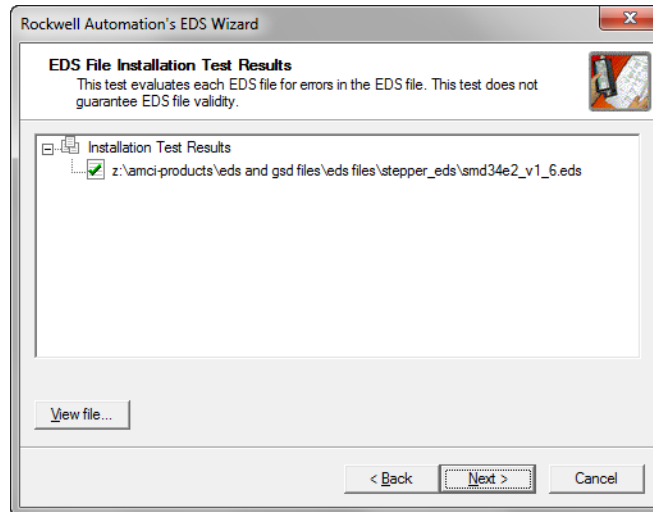 Rockwell Automation's EDS Wizard
EDS File Installation Test Results
This test evaluates each EDS file for errors in the EDS file. This test does not
guarantee EDS file validity.
Installation Test Results
z:\amci-products\eds and gsd files\eds files\stepper_eds\smd34e2_v1_6.eds
View file...
< Back Next > Cancel